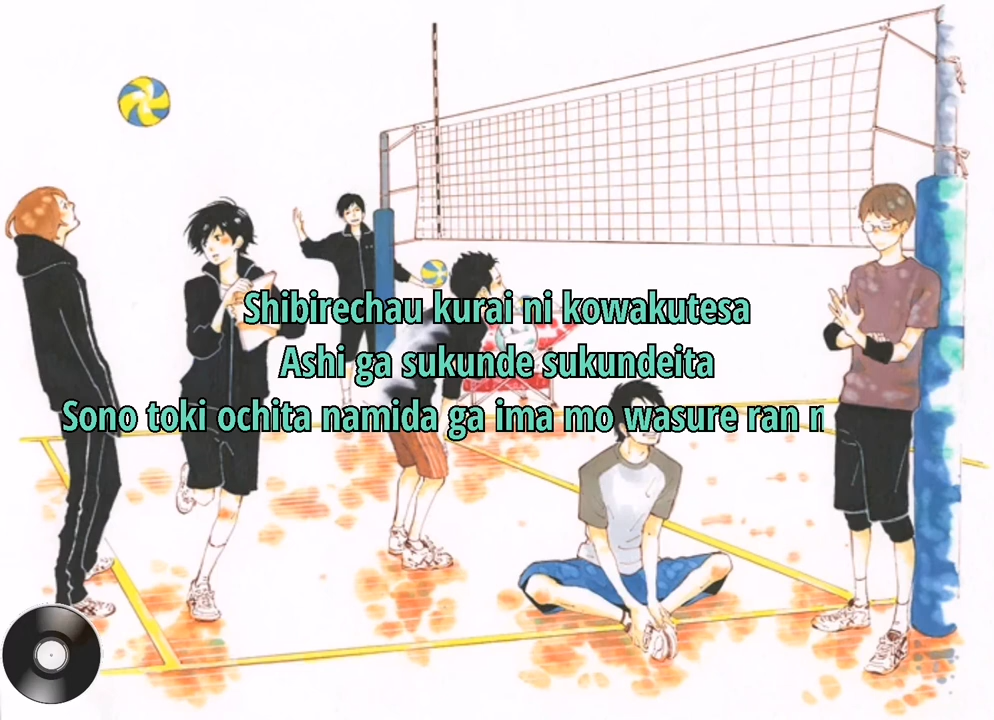 Shibirechau kurai ni kowakutesa
Ashi ga sukunde sukundeita
Sono toki ochita namida ga ima mo wasure ran